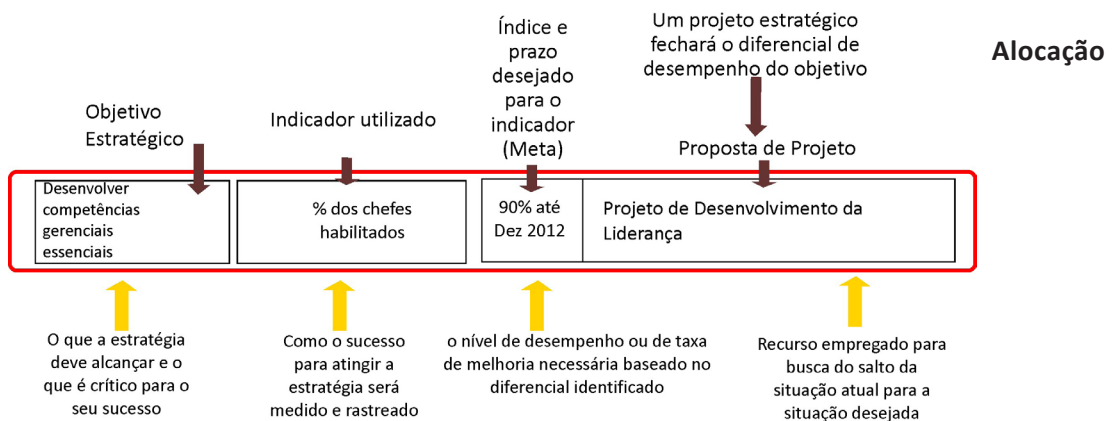 Objetivo
Estratégico
Indicador utilizado
Índice e
prazo
desejado
para o
indicador
(Meta)
Um projeto estratégico
fechará o diferencial de
desempenho do objetivo
Proposta de Projeto
Alocação
Desenvolver
competências
gerenciais
essenciais
% dos chefes
habilitados
90% até
Dez 2012
Projeto de Desenvolvimento da
Liderança
O que a estratégia
deve alcançar e o
que é crítico para o
seu sucesso
Como o sucesso
para atingir a
estratégia será
medido e rastreado
o nível de desempenho ou de taxa
de melhoria necessária baseado no
diferencial identificado
Recurso empregado para
busca do salto da
situação atual para a
situação desejada